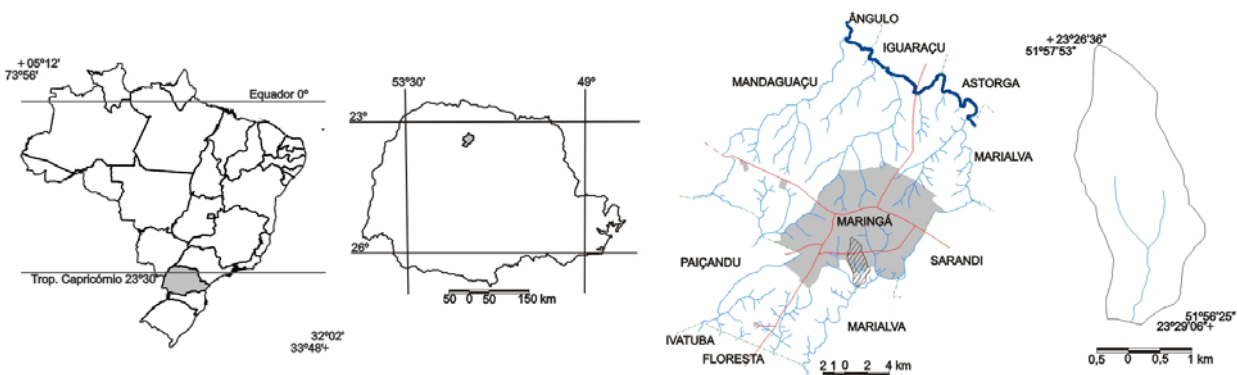 + 05º12'
73º56'
Equador 0º
Trop. Capricórnio 23º30'
32º02'
33º48'+
53º30'
49º
23º
26º
50 0 50 150 km
ÂNGULO
IGUARAÇU
MANDAGUAÇU
ASTORGA
MARIALVA
MARINGÁ
PAIÇANDU
SARANDI
MARIALVA
IVATUBA
FLORESTA
2 1 0 2 4 km
+ 23º26'36"
51º57'53"
51º56'25"
23º29'06"+
0,5 0 0,5 1 km